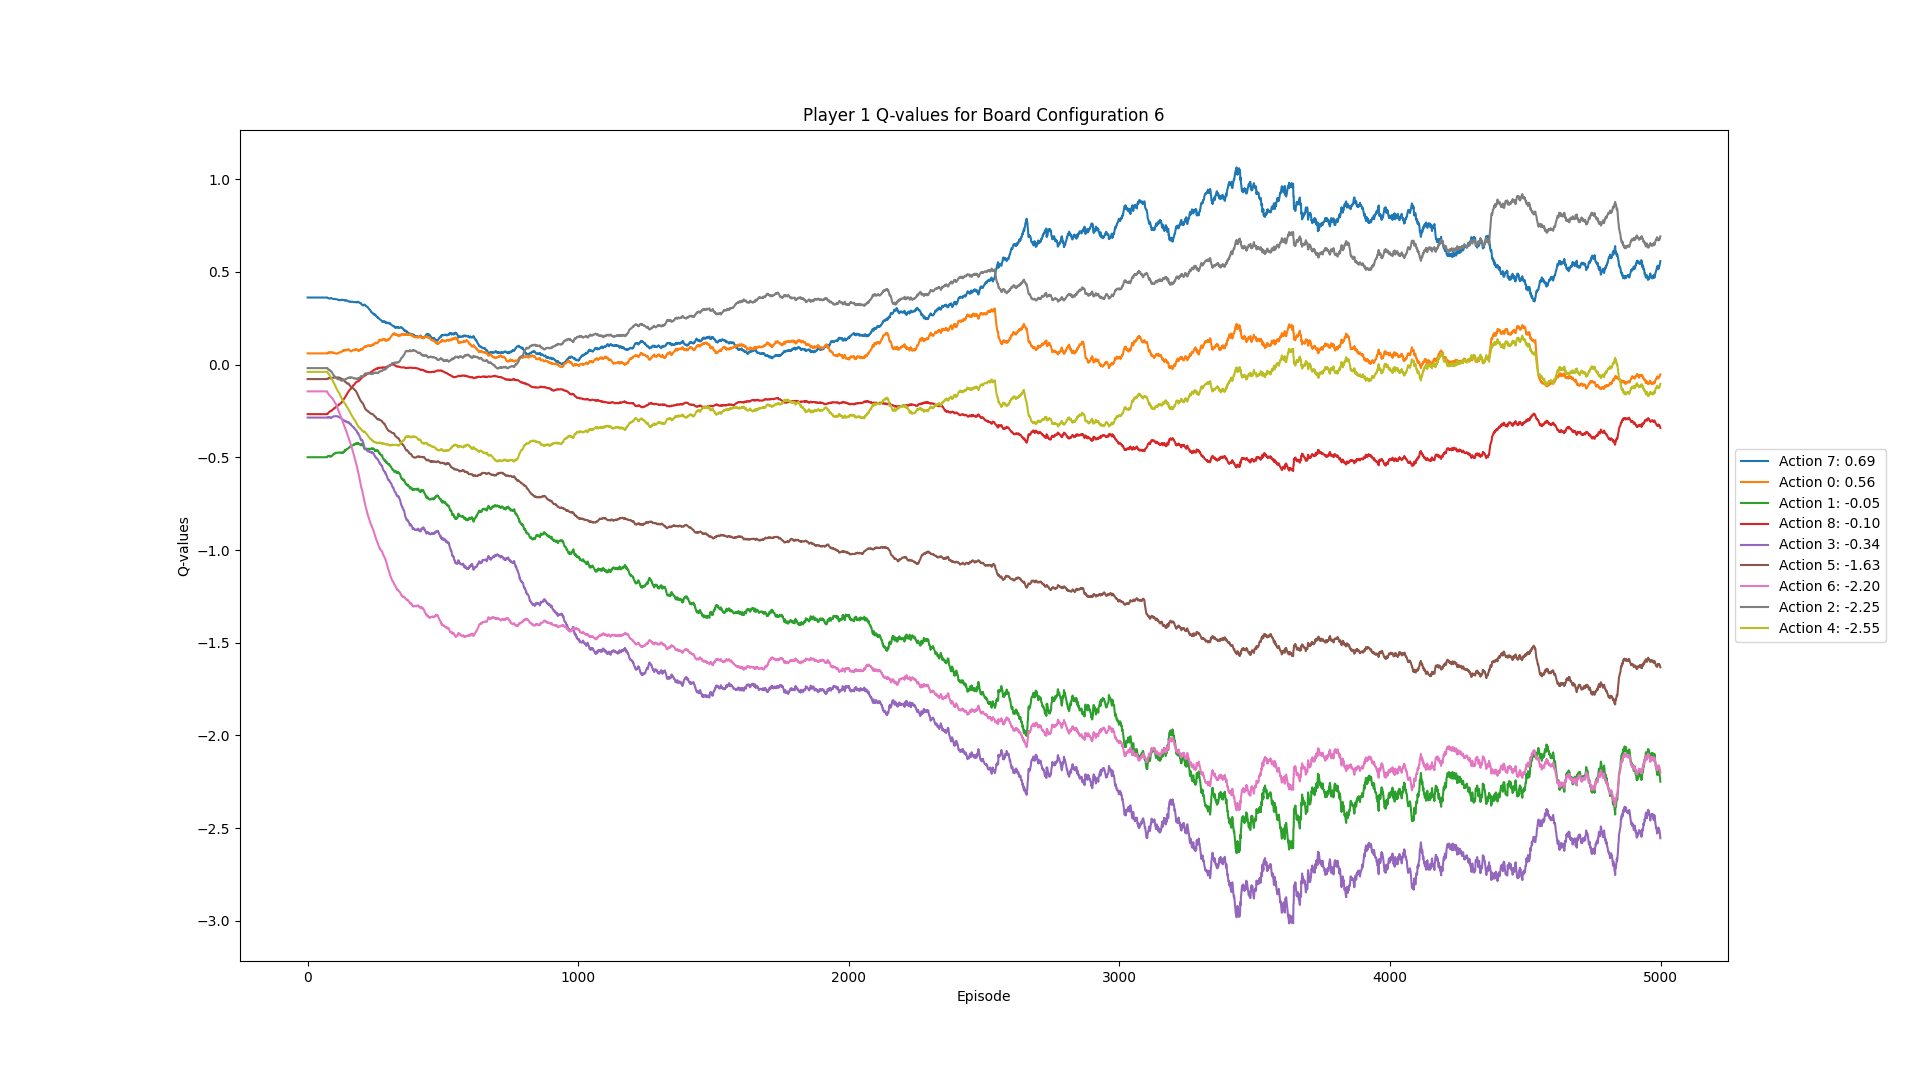 Player 1 Q-values for Board Configuration 6
Q-values
1.0
0.5
0.0
−0.5
−1.0
−1.5
−2.0
−2.5
−3.0
0
1000
2000
3000
4000
5000
Episode
Action 7: 0.69
Action 0: 0.56
Action 1: -0.05
Action 8: -0.10
Action 3: -0.34
Action 5: -1.63
Action 6: -2.20
Action 2: -2.25
Action 4: -2.55